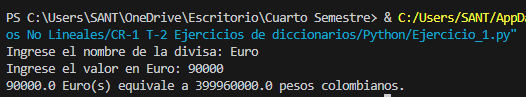 PS C:\Users\SANT\OneDrive\Escritorio\Cuarto Semestre> & C:/Users/SANT/AppDa
os No Lineales/CR-1 T-2 Ejercicios de diccionarios/Python/Ejercicio_1.py"
Ingrese el nombre de la divisa: Euro
Ingrese el valor en Euro: 90000
90000.0 Euro(s) equivale a 399960000.0 pesos colombianos.